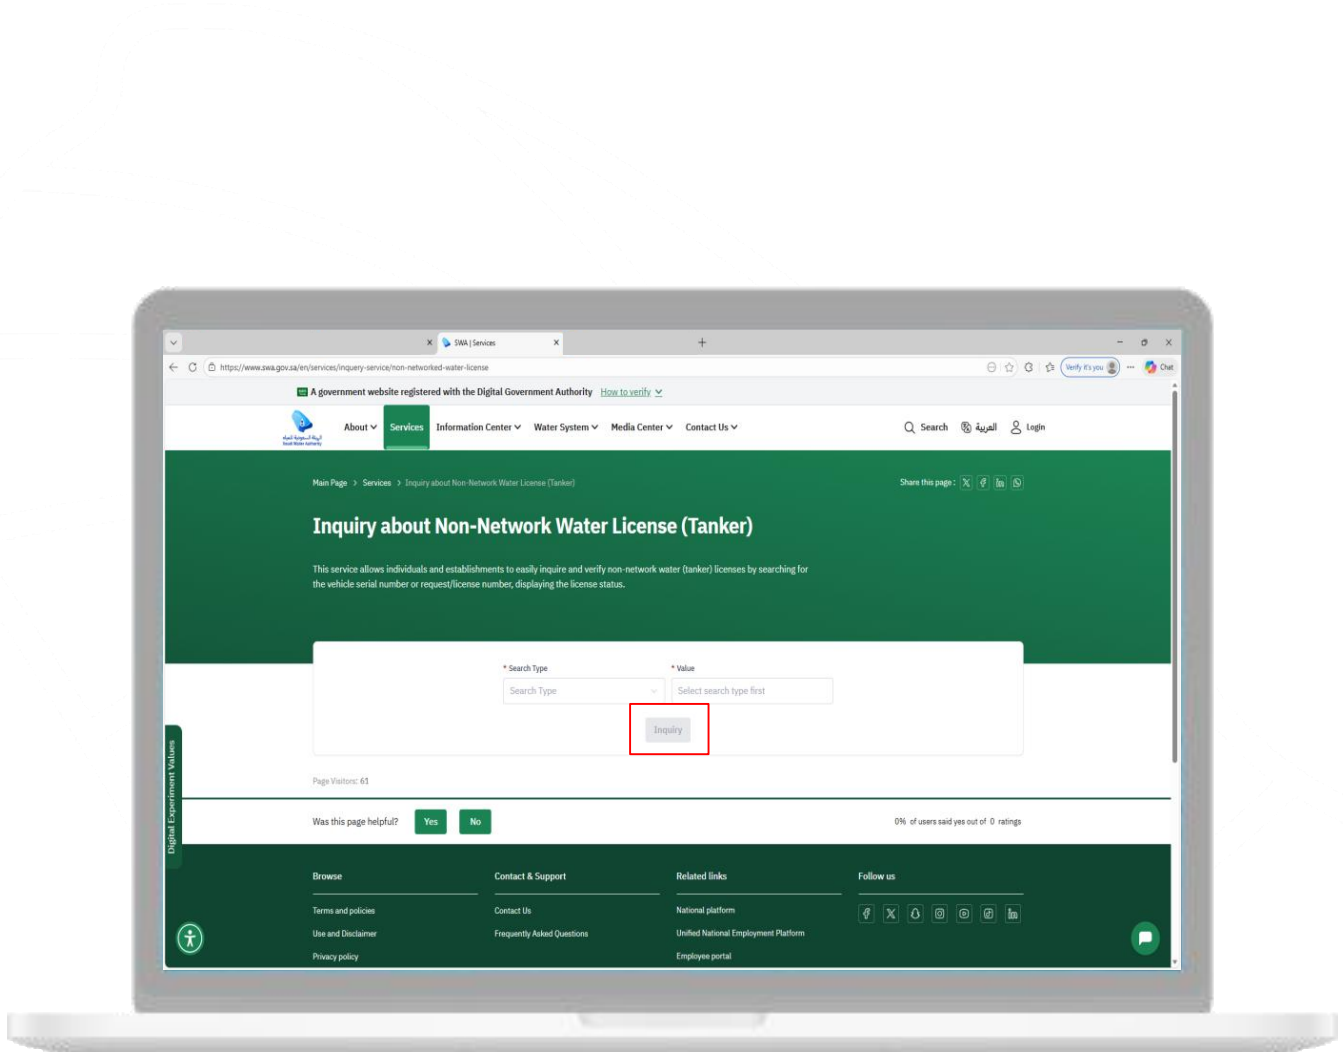 SWA | Services
https://www.swa.gov.sa/en/services/inquery-service/non-networked-water-license
Verify it's you
Chat
A government website registered with the Digital Government Authority How to verify
الهيئة السعودية للمياه
Saudi Water Authority
About Services Information Center Water System Media Center Contact Us
Search العربية Login
Main Page > Services > Inquiry about Non-Network Water License (Tanker)
Share this page :
Inquiry about Non-Network Water License (Tanker)
This service allows individuals and establishments to easily inquire and verify non-network water (tanker) licenses by searching for
the vehicle serial number or request/license number, displaying the license status.
* Search Type * Value
Search Type Select search type first
Inquiry
Digital Experiment Values
Page Visitors: 61
Was this page helpful? Yes No
0% of users said yes out of 0 ratings
Browse Contact & Support Related links Follow us
Terms and policies Contact Us National platform
Use and Disclaimer Frequently Asked Questions Unified National Employment Platform
Privacy policy Employee portal